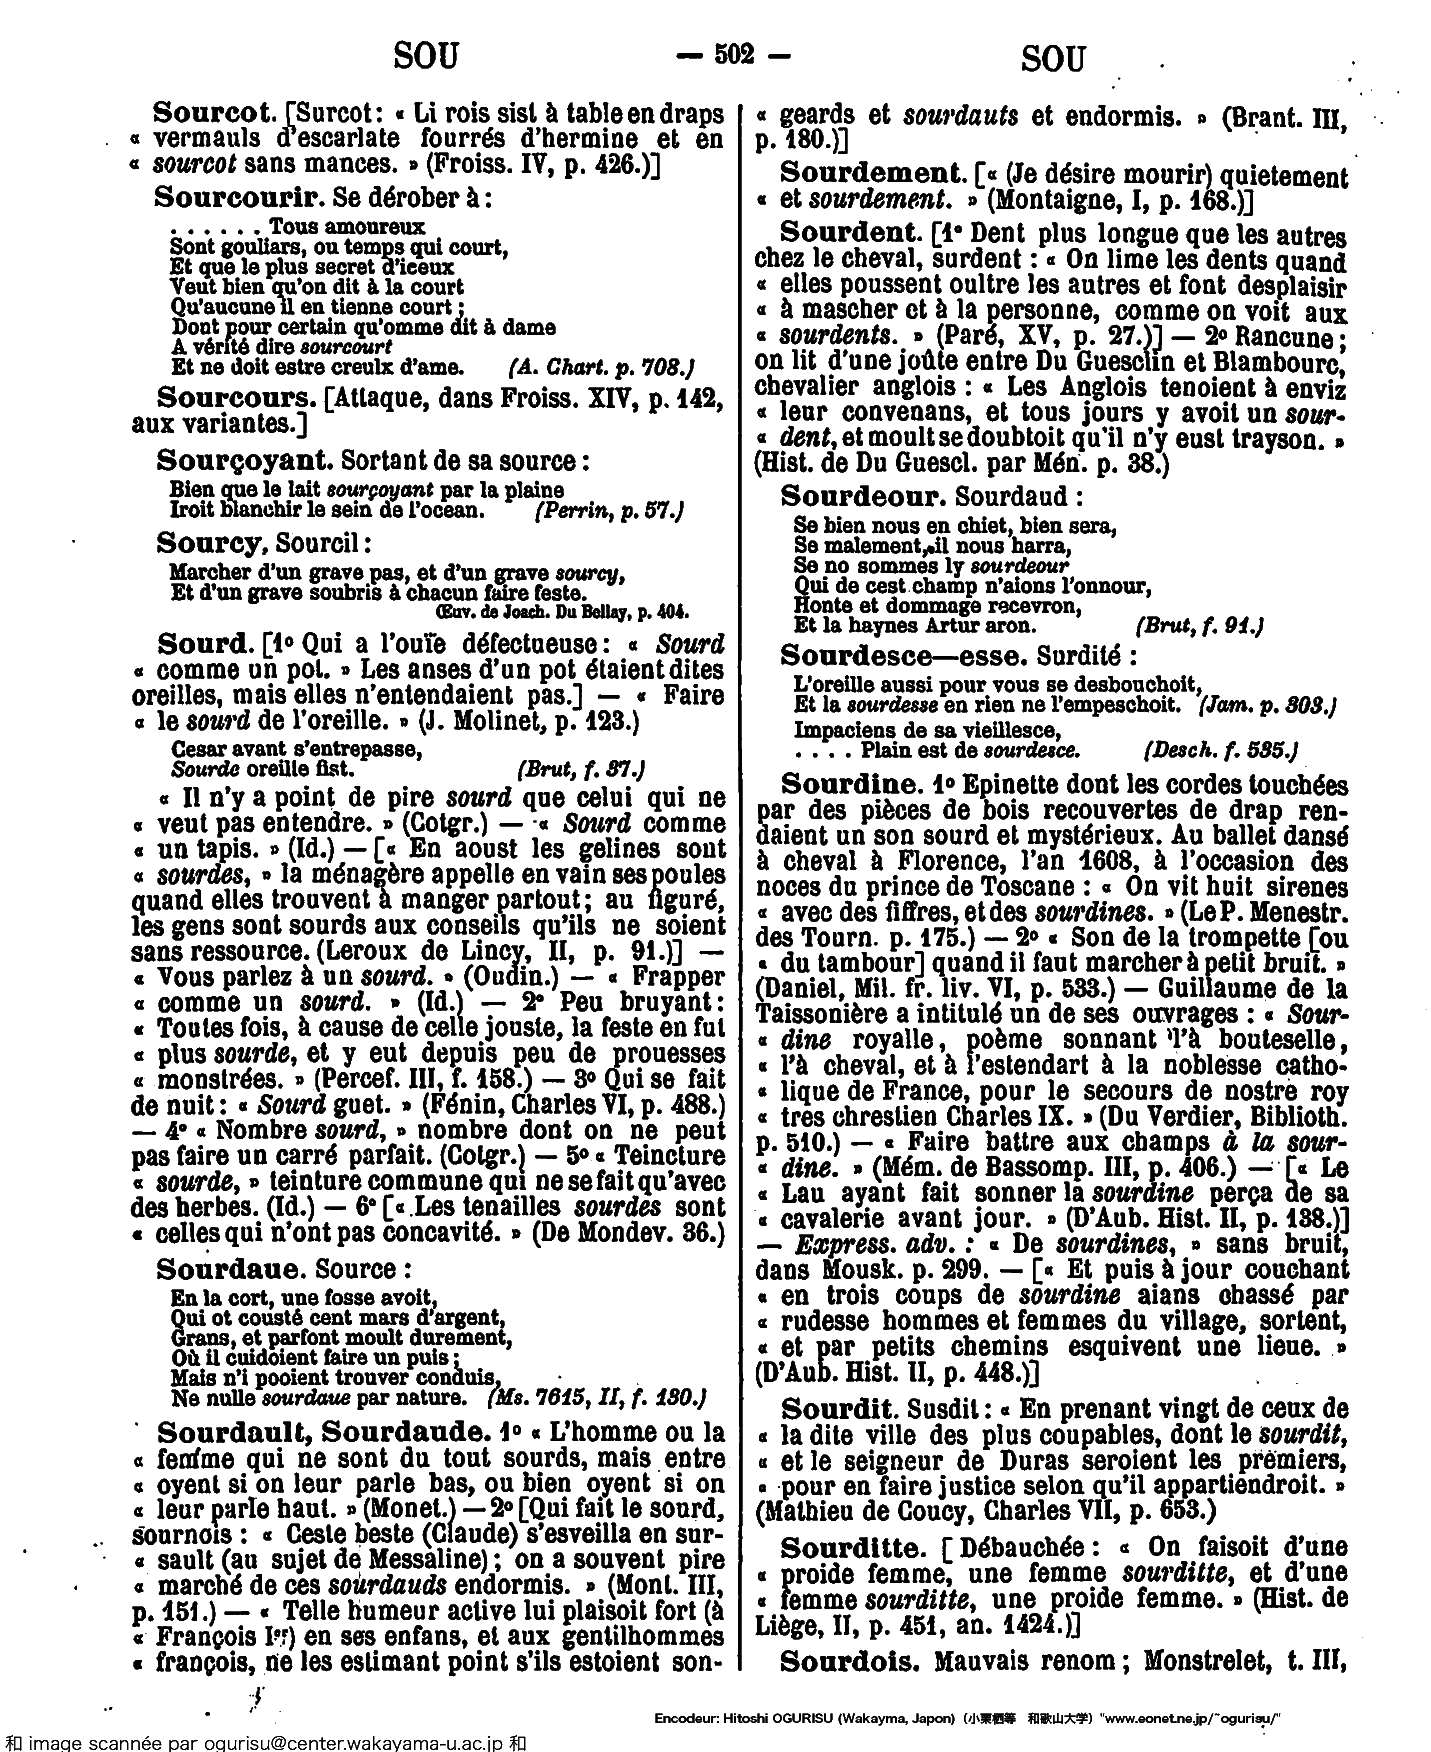 SOU — 502 — SOU
Sourcot. [Surcot : « Li rois sist à table en draps
« vermauls d'escarlate fourrés d'hermine et en
« sourcot sans mances. » (Froiss. IV, p. 426.)]
Sourcourir. Se dérober à :
. . . . . . Tous amoureux
Sont gouliars, ou temps qui court,
Et que le plus secret d'iceux
Veut bien qu'on dit à la court
Qu'aucune il en tienne court ;
Dont pour certain qu'omme dit à dame
A vérité dire sourcourt
Et ne doit estre creulx d'ame. (A. Chart. p. 708.)
Sourcours. [Attaque, dans Froiss. XIV, p. 142,
aux variantes.]
Sourçoyant. Sortant de sa source :
Bien que le lait sourçoyant par la plaine
Iroit blanchir le sein de l'ocean. (Perrin, p. 57.)
Sourcy, Sourcil :
Marcher d'un grave pas, et d'un grave sourcy,
Et d'un grave soubris à chacun faire feste.
Œuv. de Joach. Du Bellay, p. 404.
Sourd. [1º Qui a l'ouïe défectueuse : « Sourd
« comme un pot. » Les anses d'un pot étaient dites
oreilles, mais elles n'entendaient pas.] — « Faire
« le sourd de l'oreille. » (J. Molinet, p. 123.)
Cesar avant s'entrepasse,
Sourde oreille fist. (Brut, f. 37.)
« Il n'y a point de pire sourd que celui qui ne
« veut pas entendre. » (Cotgr.) — « Sourd comme
« un tapis. » (Id.) — [« En aoust les gelines sont
« sourdes, » la ménagère appelle en vain ses poules
quand elles trouvent à manger partout ; au figuré,
les gens sont sourds aux conseils qu'ils ne soient
sans ressource. (Leroux de Lincy, II, p. 91.)] —
« Vous parlez à un sourd. » (Oudin.) — « Frapper
« comme un sourd. » (Id.) — 2º Peu bruyant :
« Toutes fois, à cause de celle jouste, la feste en fut
« plus sourde, et y eut depuis peu de prouesses
« monstrées. » (Percef. III, f. 158.) — 3º Qui se fait
de nuit : « Sourd guet. » (Fénin, Charles VI, p. 488.)
— 4º « Nombre sourd, » nombre dont on ne peut
pas faire un carré parfait. (Cotgr.) — 5º « Teincture
« sourde, » teinture commune qui ne se fait qu'avec
des herbes. (Id.) — 6º [« Les tenailles sourdes sont
« celles qui n'ont pas concavité. » (De Mondev. 36.)
Sourdaue. Source :
En la cort, une fosse avoit,
Qui ot cousté cent mars d'argent,
Grans, et parfont moult durement,
Où il cuidoient faire un puis ;
Mais n'i pooient trouver conduis,
Ne nulle sourdaue par nature. (Ms. 7615, II, f. 130.)
Sourdault, Sourdaude. 1º « L'homme ou la
« femme qui ne sont du tout sourds, mais entre
« oyent si on leur parle bas, ou bien oyent si on
« leur parle haut. » (Monet.) — 2º [Qui fait le sourd,
sournois : « Ceste beste (Claude) s'esveilla en sur-
« sault (au sujet de Messaline) ; on a souvent pire
« marché de ces sourdauds endormis. » (Mont. III,
p. 151.) — « Telle humeur active lui plaisoit fort (à
« François Ier) en ses enfans, et aux gentilhommes
« françois, ne les estimant point s'ils estoient son-
« geards et sourdauts et endormis. » (Brant. III,
p. 180.)]
Sourdement. [« (Je désire mourir) quietement
« et sourdement. » (Montaigne, I, p. 168.)]
Sourdent. [1º Dent plus longue que les autres
chez le cheval, surdent : « On lime les dents quand
« elles poussent oultre les autres et font desplaisir
« à mascher et à la personne, comme on voit aux
« sourdents. » (Paré, XV, p. 27.)] — 2º Rancune ;
on lit d'une joûte entre Du Guesclin et Blambourc,
chevalier anglois : « Les Anglois tenoient à enviz
« leur convenans, et tous jours y avoit un sour-
« dent, et moult se doubtoit qu'il n'y eust trayson. »
(Hist. de Du Guescl. par Mén. p. 38.)
Sourdeour. Sourdaud :
Se bien nous en chiet, bien sera,
Se malement, il nous harra,
Se no sommes ly sourdeour
Qui de cest champ n'aions l'onnour,
Honte et dommage recevron,
Et la haynes Artur aron. (Brut, f. 91.)
Sourdesce—esse. Surdité :
L'oreille aussi pour vous se desbouchoit,
Et la sourdesse en rien ne l'empeschoit. (Jam. p. 303.)
Impaciens de sa vieillesce,
. . . . Plain est de sourdesce. (Desch. f. 535.)
Sourdine. 1º Epinette dont les cordes touchées
par des pièces de bois recouvertes de drap ren-
daient un son sourd et mystérieux. Au ballet dansé
à cheval à Florence, l'an 1608, à l'occasion des
noces du prince de Toscane : « On vit huit sirenes
« avec des fiffres, et des sourdines. » (Le P. Menestr.
des Tourn. p. 175.) — 2º « Son de la trompette [ou
« du tambour] quand il faut marcher à petit bruit. »
(Daniel, Mil. fr. liv. VI, p. 533.) — Guillaume de la
Taissonière a intitulé un de ses ouvrages : « Sour-
« dine royalle, poème sonnant l'à bouteselle,
« l'à cheval, et à l'estendart à la noblesse catho-
« lique de France, pour le secours de nostre roy
« tres chrestien Charles IX. » (Du Verdier, Biblioth.
p. 510.) — « Faire battre aux champs à la sour-
« dine. » (Mém. de Bassomp. III, p. 406.) — [« Le
« Lau ayant fait sonner la sourdine perça de sa
« cavalerie avant jour. » (D'Aub. Hist. II, p. 138.)]
— Express. adv. : « De sourdines, » sans bruit,
dans Mousk. p. 299. — [« Et puis à jour couchant
« en trois coups de sourdine aians chassé par
« rudesse hommes et femmes du village, sortent,
« et par petits chemins esquivent une lieue. »
(D'Aub. Hist. II, p. 448.)]
Sourdit. Susdit : « En prenant vingt de ceux de
« la dite ville des plus coupables, dont le sourdit,
« et le seigneur de Duras seroient les premiers,
« pour en faire justice selon qu'il appartiendroit. »
(Mathieu de Coucy, Charles VII, p. 653.)
Sourditte. [Débauchée : « On faisoit d'une
« proide femme, une femme sourditte, et d'une
« femme sourditte, une proide femme. » (Hist. de
Liège, II, p. 451, an. 1424.)]
Sourdois. Mauvais renom ; Monstrelet, t. III,
Encodeur: Hitoshi OGURISU (Wakayma, Japon) (小栗栖等 和歌山大学) "www.eonet.ne.jp/~ogurisu/"
和 image scannée par ogurisu@center.wakayama-u.ac.jp 和